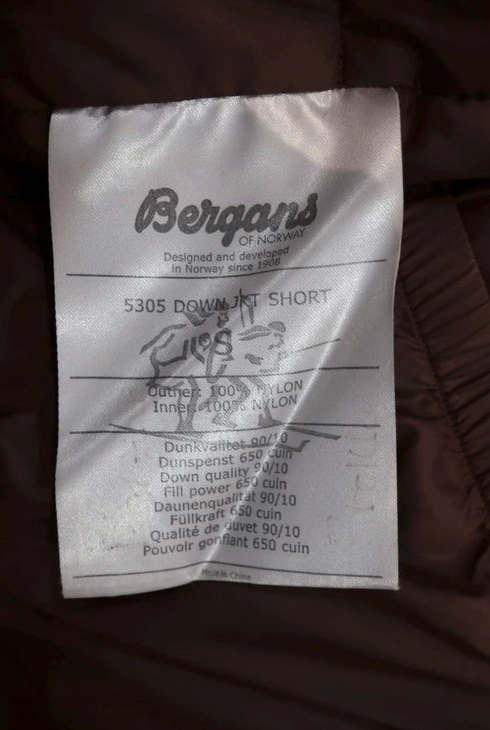 Bergans
OF NORWAY
Designed and developed
in Norway since 1908
5305 DOWN JKT SHORT
Outher: 100% NYLON
Inner: 100% NYLON
Dunkvalitet 90/10
Dunspenst 650 cuin
Down quality 90/10
Fill power 650 cuin
Daunenqualität 90/10
Füllkraft 650 cuin
Qualité de duvet 90/10
Pouvoir gonflant 650 cuin
Made in China